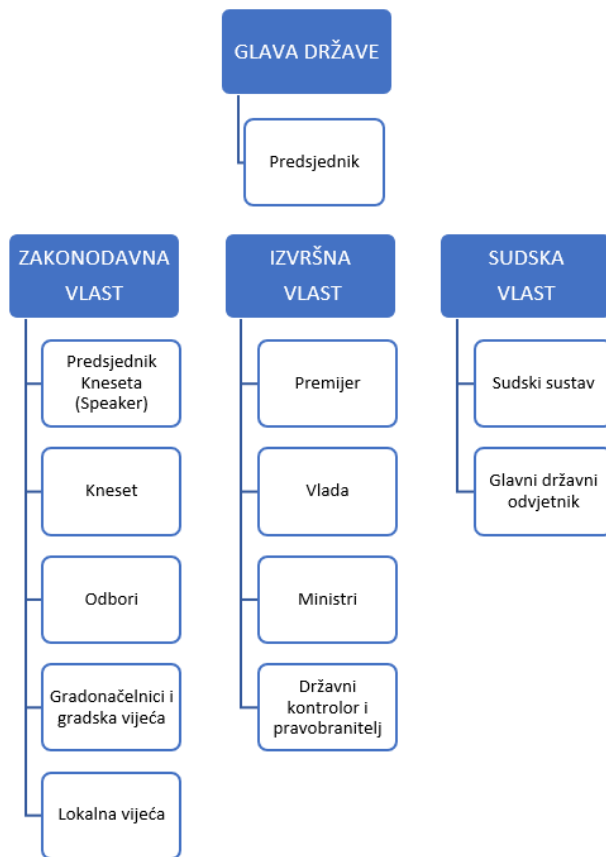 GLAVA DRŽAVE
Predsjednik
ZAKONODAVNA
VLAST
Predsjednik
Kneseta
(Speaker)
Kneset
Odbori
Gradonačelnici i
gradska vijeća
Lokalna vijeća
IZVRŠNA
VLAST
Premijer
Vlada
Ministri
Državni
kontrolor i
pravobranitelj
SUDSKA
VLAST
Sudski sustav
Glavni državni
odvjetnik